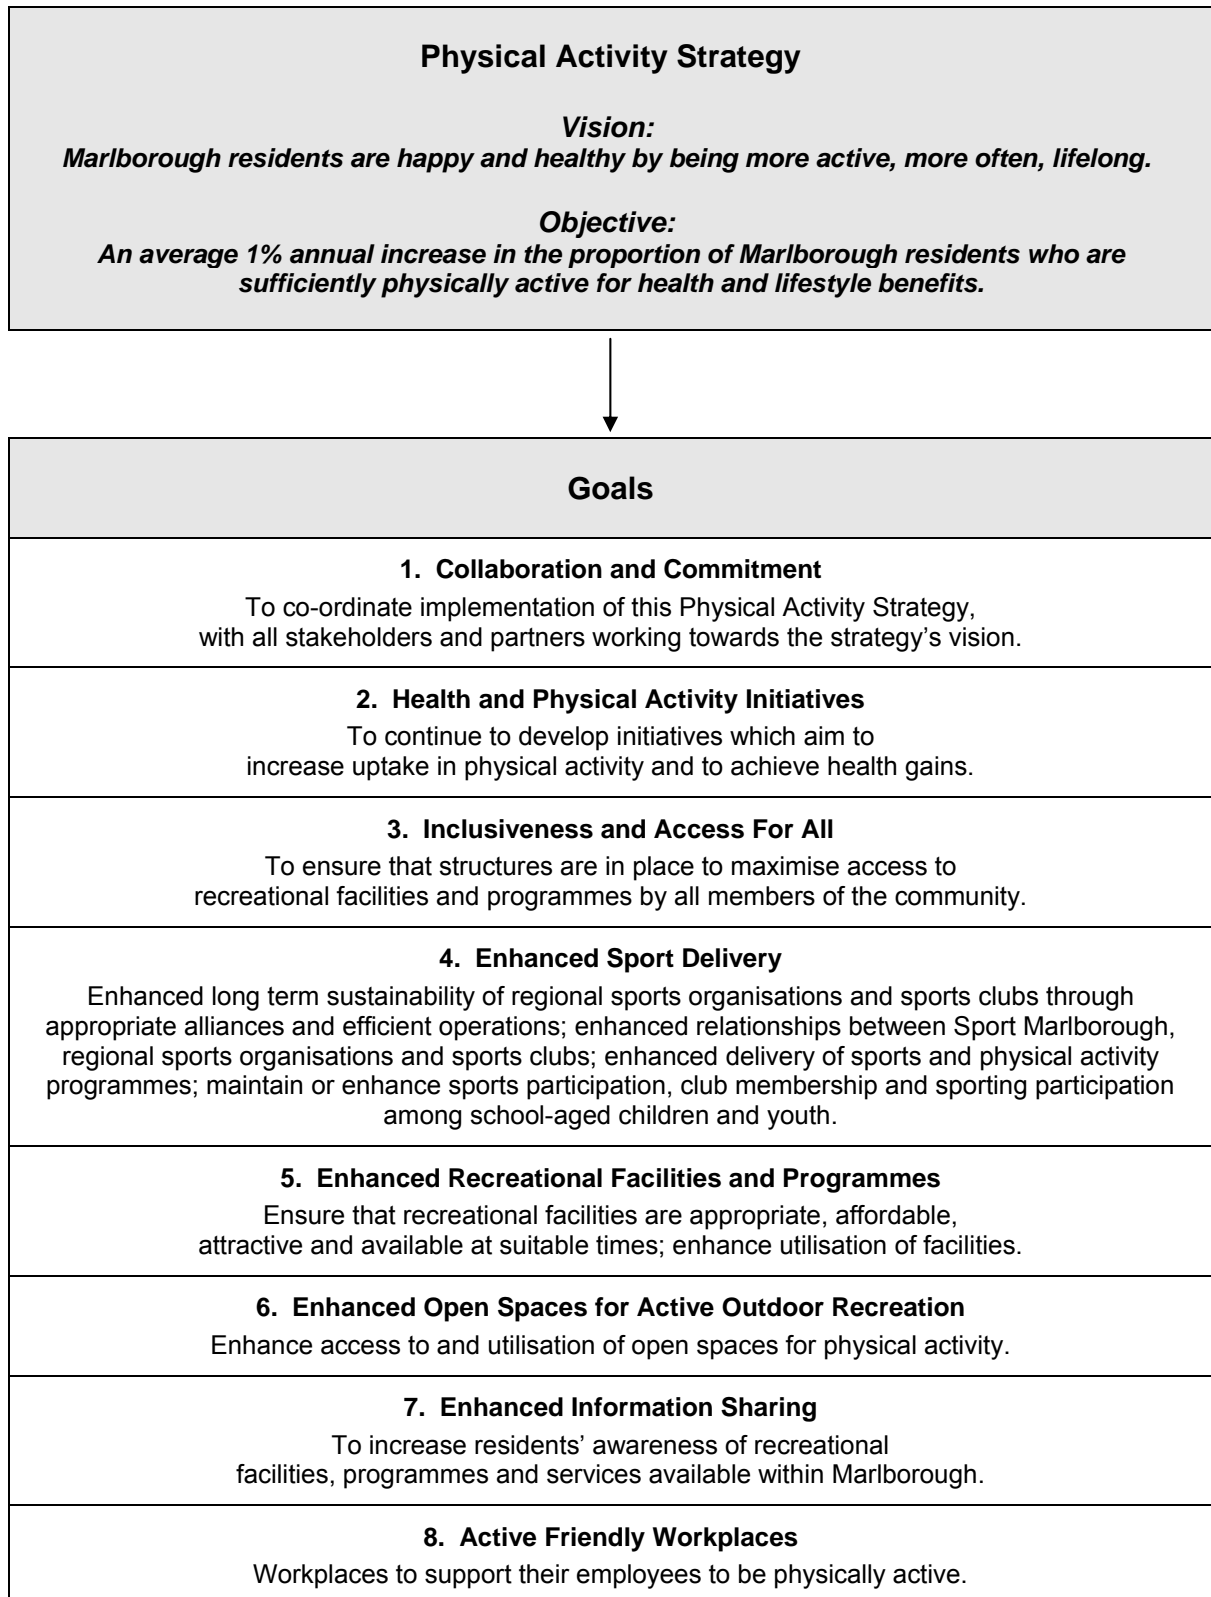 Physical Activity Strategy
Vision:
Marlborough residents are happy and healthy by being more active, more often, lifelong.
Objective:
An average 1% annual increase in the proportion of Marlborough residents who are
sufficiently physically active for health and lifestyle benefits.
Goals
1. Collaboration and Commitment
To co-ordinate implementation of this Physical Activity Strategy,
with all stakeholders and partners working towards the strategy’s vision.
2. Health and Physical Activity Initiatives
To continue to develop initiatives which aim to
increase uptake in physical activity and to achieve health gains.
3. Inclusiveness and Access For All
To ensure that structures are in place to maximise access to
recreational facilities and programmes by all members of the community.
4. Enhanced Sport Delivery
Enhanced long term sustainability of regional sports organisations and sports clubs through
appropriate alliances and efficient operations; enhanced relationships between Sport Marlborough,
regional sports organisations and sports clubs; enhanced delivery of sports and physical activity
programmes; maintain or enhance sports participation, club membership and sporting participation
among school-aged children and youth.
5. Enhanced Recreational Facilities and Programmes
Ensure that recreational facilities are appropriate, affordable,
attractive and available at suitable times; enhance utilisation of facilities.
6. Enhanced Open Spaces for Active Outdoor Recreation
Enhance access to and utilisation of open spaces for physical activity.
7. Enhanced Information Sharing
To increase residents’ awareness of recreational
facilities, programmes and services available within Marlborough.
8. Active Friendly Workplaces
Workplaces to support their employees to be physically active.